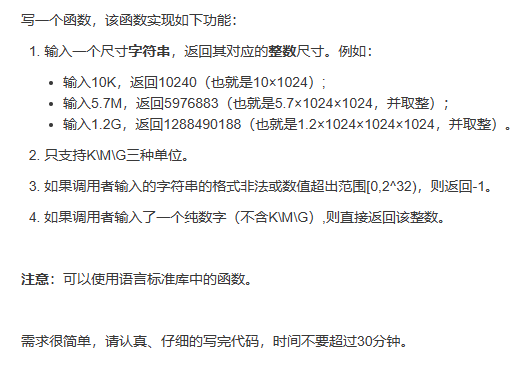 写一个函数，该函数实现如下功能：
1. 输入一个尺寸字符串，返回其对应的整数尺寸。例如：
• 输入10K，返回10240（也就是10×1024）;
• 输入5.7M，返回5976883（也就是5.7×1024×1024，并取整）；
• 输入1.2G，返回1288490188（也就是1.2×1024×1024×1024，并取整）。
2. 只支持K\M\G三种单位。
3. 如果调用者输入的字符串的格式非法或数值超出范围[0,2^32)，则返回-1。
4. 如果调用者输入了一个纯数字（不含K\M\G）,则直接返回该整数。
注意：可以使用语言标准库中的函数。
需求很简单，请认真、仔细的写完代码，时间不要超过30分钟。